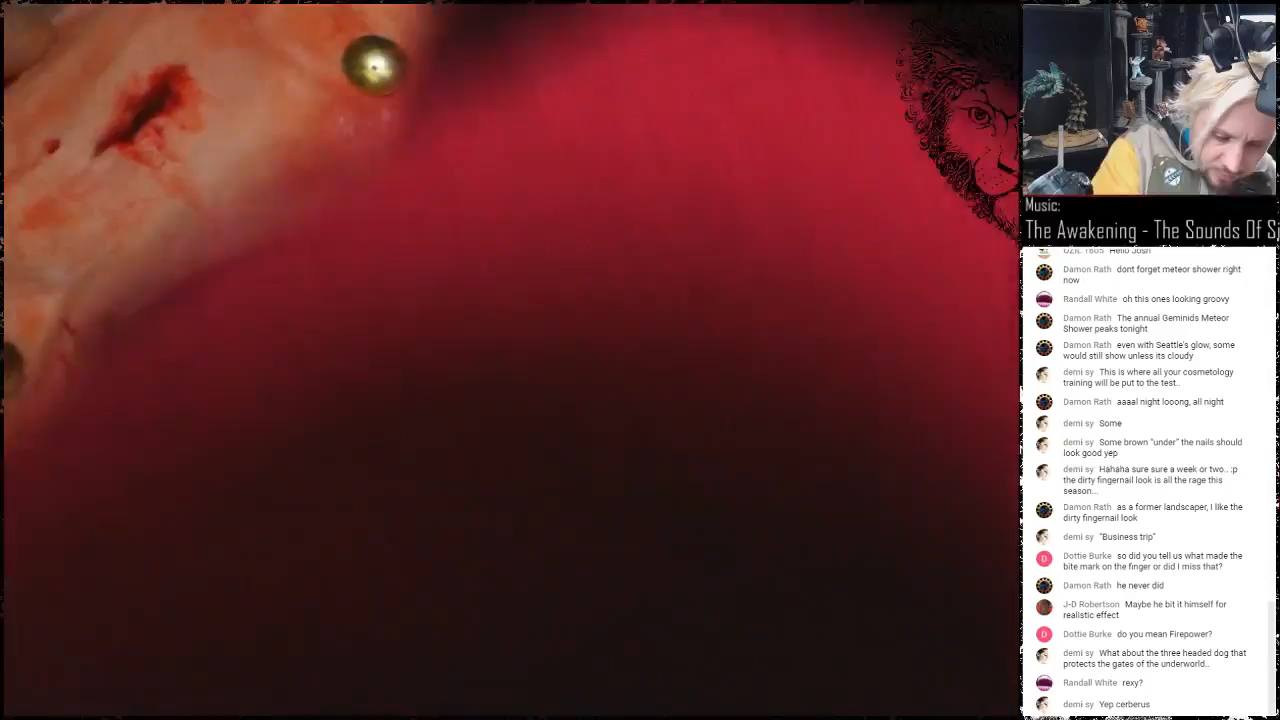 Music:
The Awakening - The Sounds Of
Hello Josh
Damon Rath dont forget meteor shower right
now
Randall White oh this ones looking groovy
Damon Rath The annual Geminids Meteor
Shower peaks tonight
Damon Rath even with Seattle's glow, some
would still show unless its cloudy
demi sy This is where all your cosmetology
training will be put to the test..
Damon Rath aaaal night looong, all night
demi sy Some
demi sy Some brown "under" the nails should
look good yep
demi sy Hahaha sure sure a week or two.. :p
the dirty fingernail look is all the rage this
season...
Damon Rath as a former landscaper, I like the
dirty fingernail look
demi sy "Business trip"
D Dottie Burke so did you tell us what made the
bite mark on the finger or did I miss that?
Damon Rath he never did
J-D Robertson Maybe he bit it himself for
realistic effect
D Dottie Burke do you mean Firepower?
demi sy What about the three headed dog that
protects the gates of the underworld..
Randall White rexy?
demi sy Yep cerberus